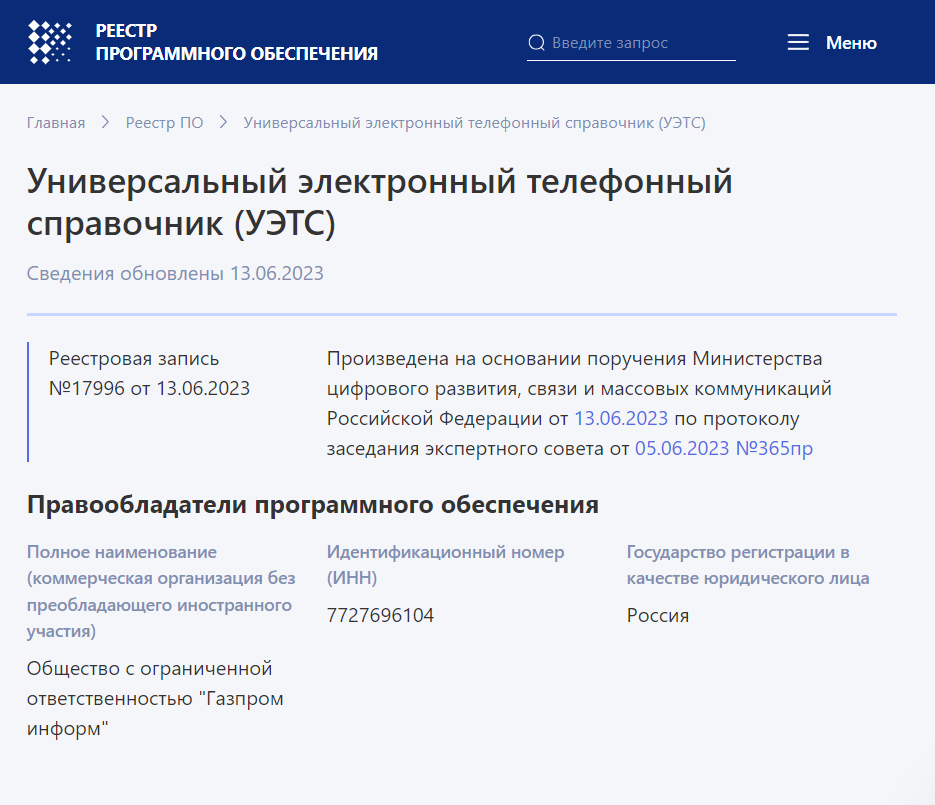 РЕЕСТР
ПРОГРАММНОГО ОБЕСПЕЧЕНИЯ
Введите запрос
Меню
Главная > Реестр ПО > Универсальный электронный телефонный справочник (УЭТС)
Универсальный электронный телефонный
справочник (УЭТС)
Сведения обновлены 13.06.2023
Реестровая запись
№17996 от 13.06.2023
Произведена на основании поручения Министерства
цифрового развития, связи и массовых коммуникаций
Российской Федерации от 13.06.2023 по протоколу
заседания экспертного совета от 05.06.2023 №365пр
Правообладатели программного обеспечения
Полное наименование
(коммерческая организация без
преобладающего иностранного
участия)
Общество с ограниченной
ответственностью "Газпром
информ"
Идентификационный номер
(ИНН)
7727696104
Государство регистрации в
качестве юридического лица
Россия